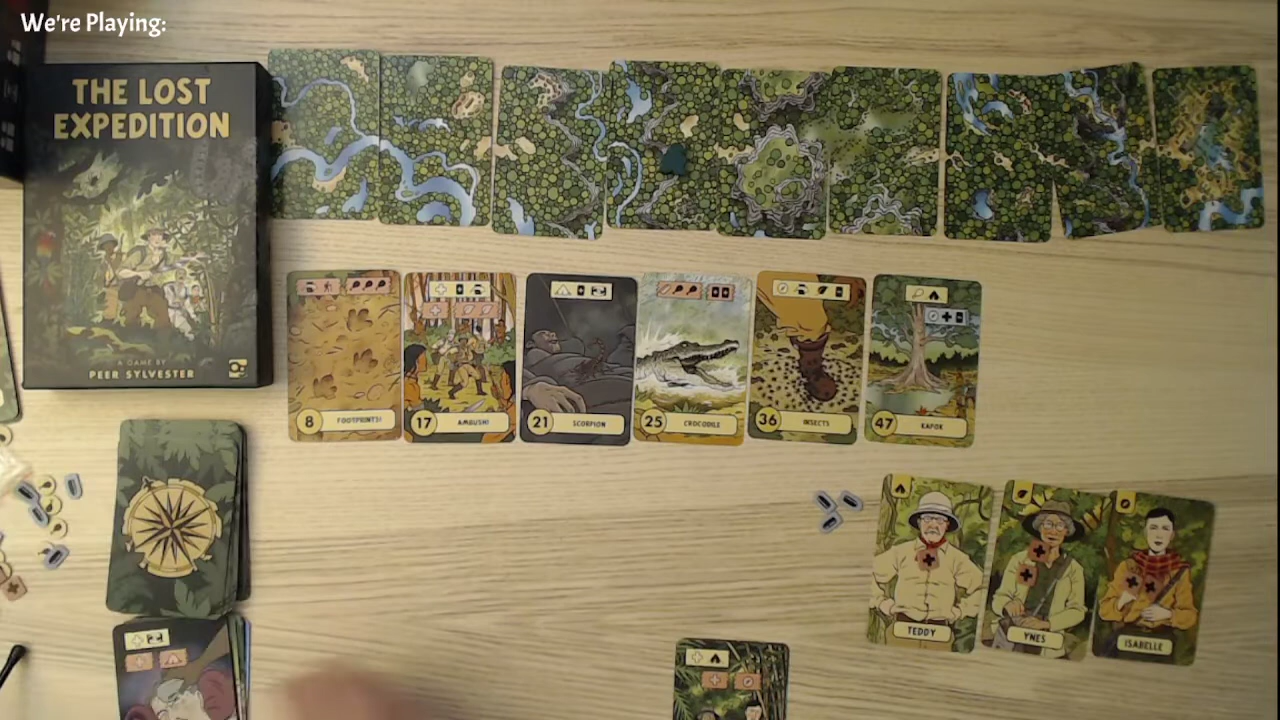 We're Playing:
THE LOST
EXPEDITION
A GAME BY
PEER SYLVESTER
8 FOOTPRINTS!
17 AMBUSH!
21 SCORPION
25 CROCODILE
36 INSECTS
47 KAPOK
TEDDY
YNES
ISABELLE